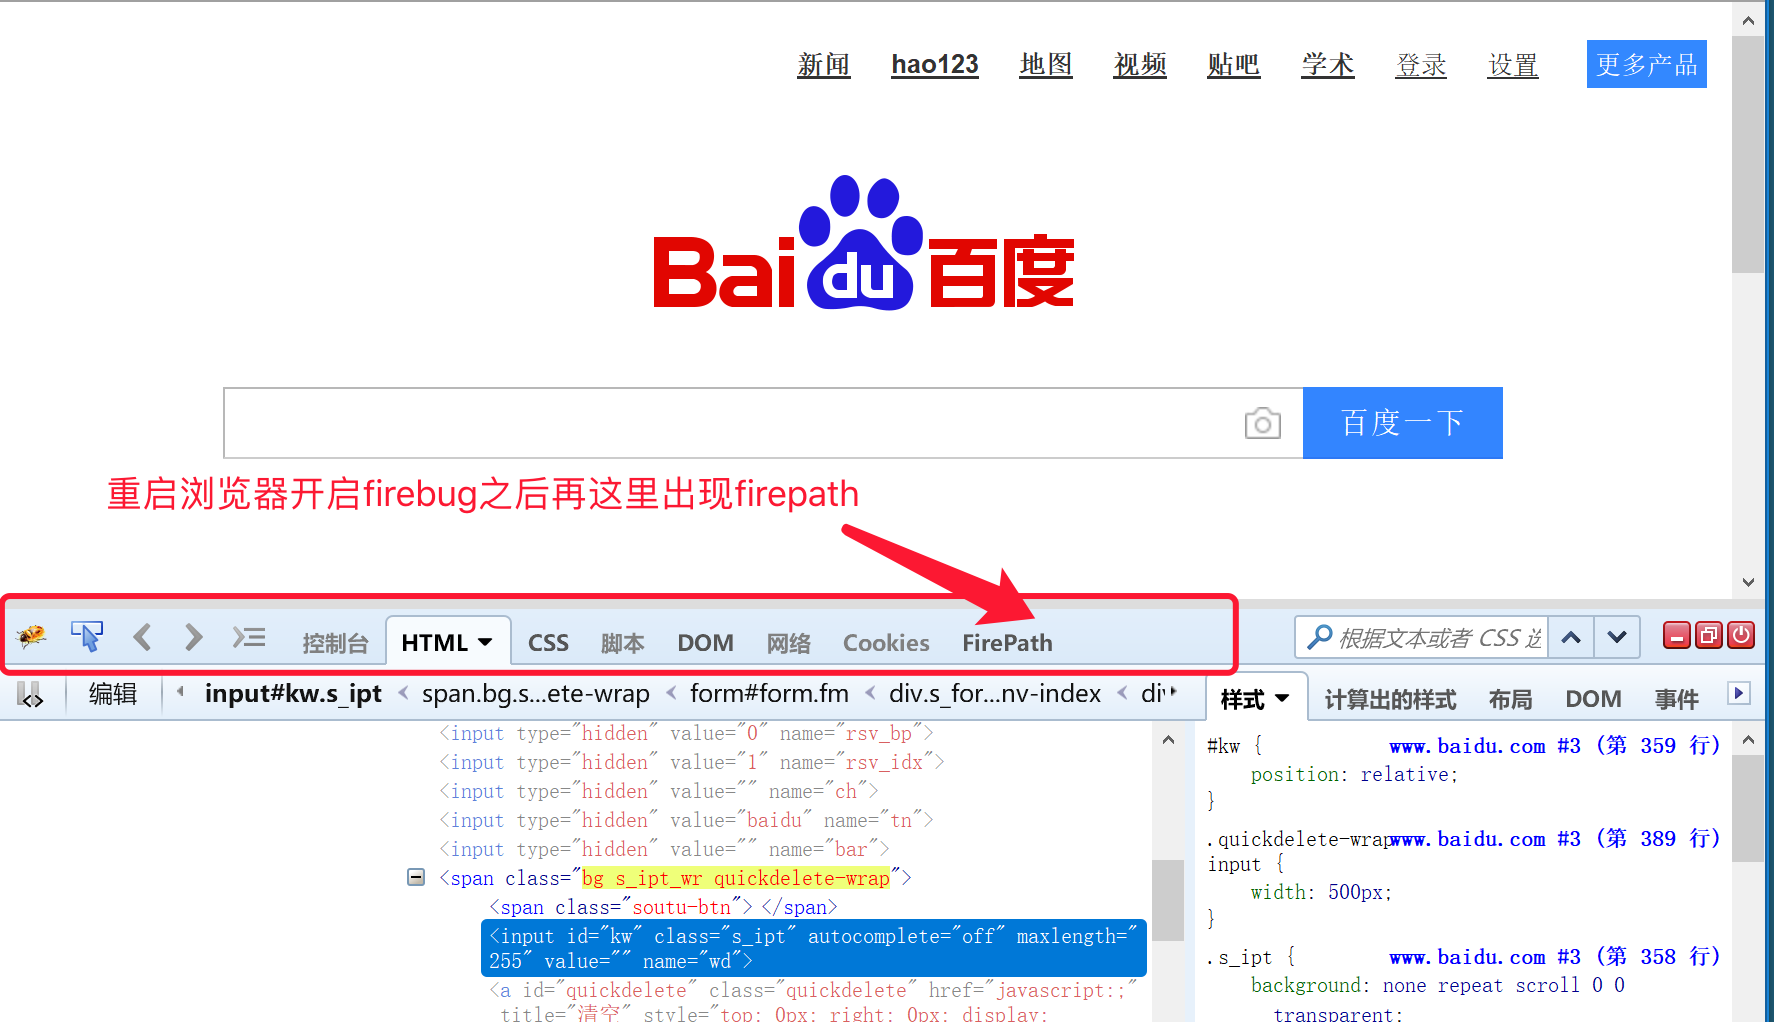 新闻 hao123 地图 视频 贴吧 学术 登录 设置 更多产品
Bai du 百度
百度一下
重启浏览器开启firebug之后再这里出现firepath
控制台 HTML CSS 脚本 DOM 网络 Cookies FirePath
根据文本或者 CSS 选
编辑 input#kw.s_ipt < span.bg.s...ete-wrap < form#form.fm < div.s_for...nv-index < di
样式 计算出的样式 布局 DOM 事件
<input type="hidden" value="0" name="rsv_bp">
<input type="hidden" value="1" name="rsv_idx">
<input type="hidden" value="" name="ch">
<input type="hidden" value="baidu" name="tn">
<input type="hidden" value="" name="bar">
<span class="bg s_ipt_wr quickdelete-wrap">
<span class="soutu-btn"> </span>
<input id="kw" class="s_ipt" autocomplete="off" maxlength="
255" value="" name="wd">
<a id="quickdelete" class="quickdelete" href="javascript:;"
title="清空" style="top: 0px; right: 0px; display:
#kw { www.baidu.com #3 (第 359 行)
position: relative;
}
.quickdelete-wrap www.baidu.com #3 (第 389 行)
input {
width: 500px;
}
.s_ipt { www.baidu.com #3 (第 358 行)
background: none repeat scroll 0 0
transparent;